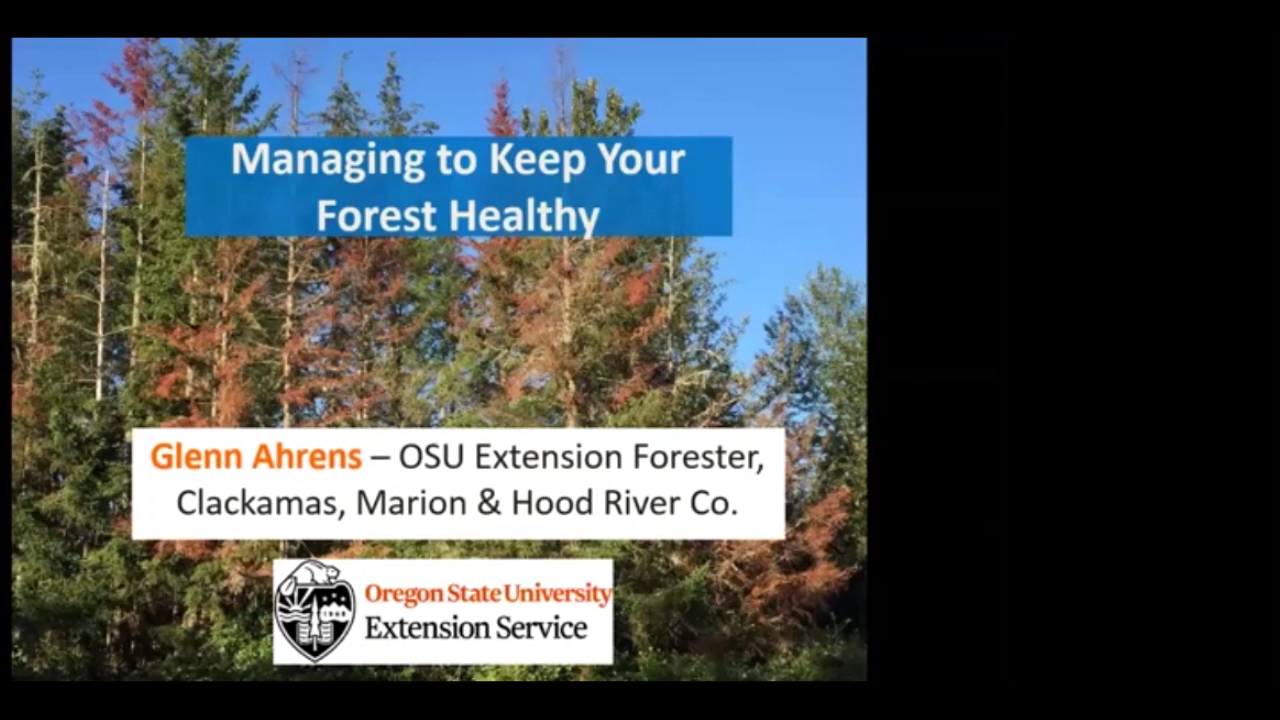 Managing to Keep Your
Forest Healthy
Glenn Ahrens – OSU Extension Forester,
Clackamas, Marion & Hood River Co.
Oregon State University
Extension Service